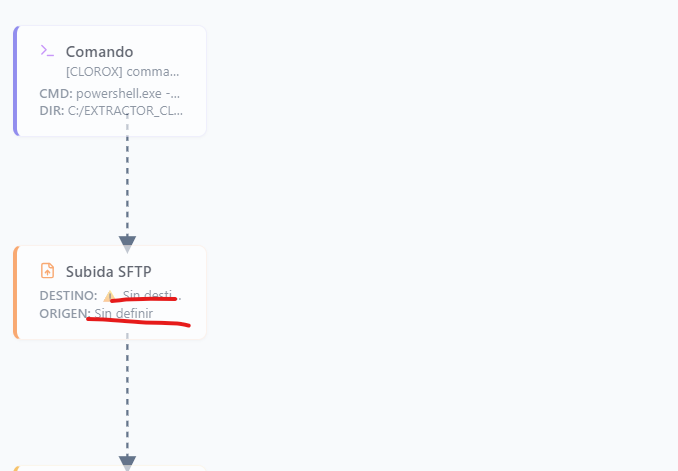 Comando
[CLOROX] comma...
CMD: powershell.exe -...
DIR: C:/EXTRACTOR_CL...
Subida SFTP
DESTINO: ⚠ Sin desti...
ORIGEN: Sin definir